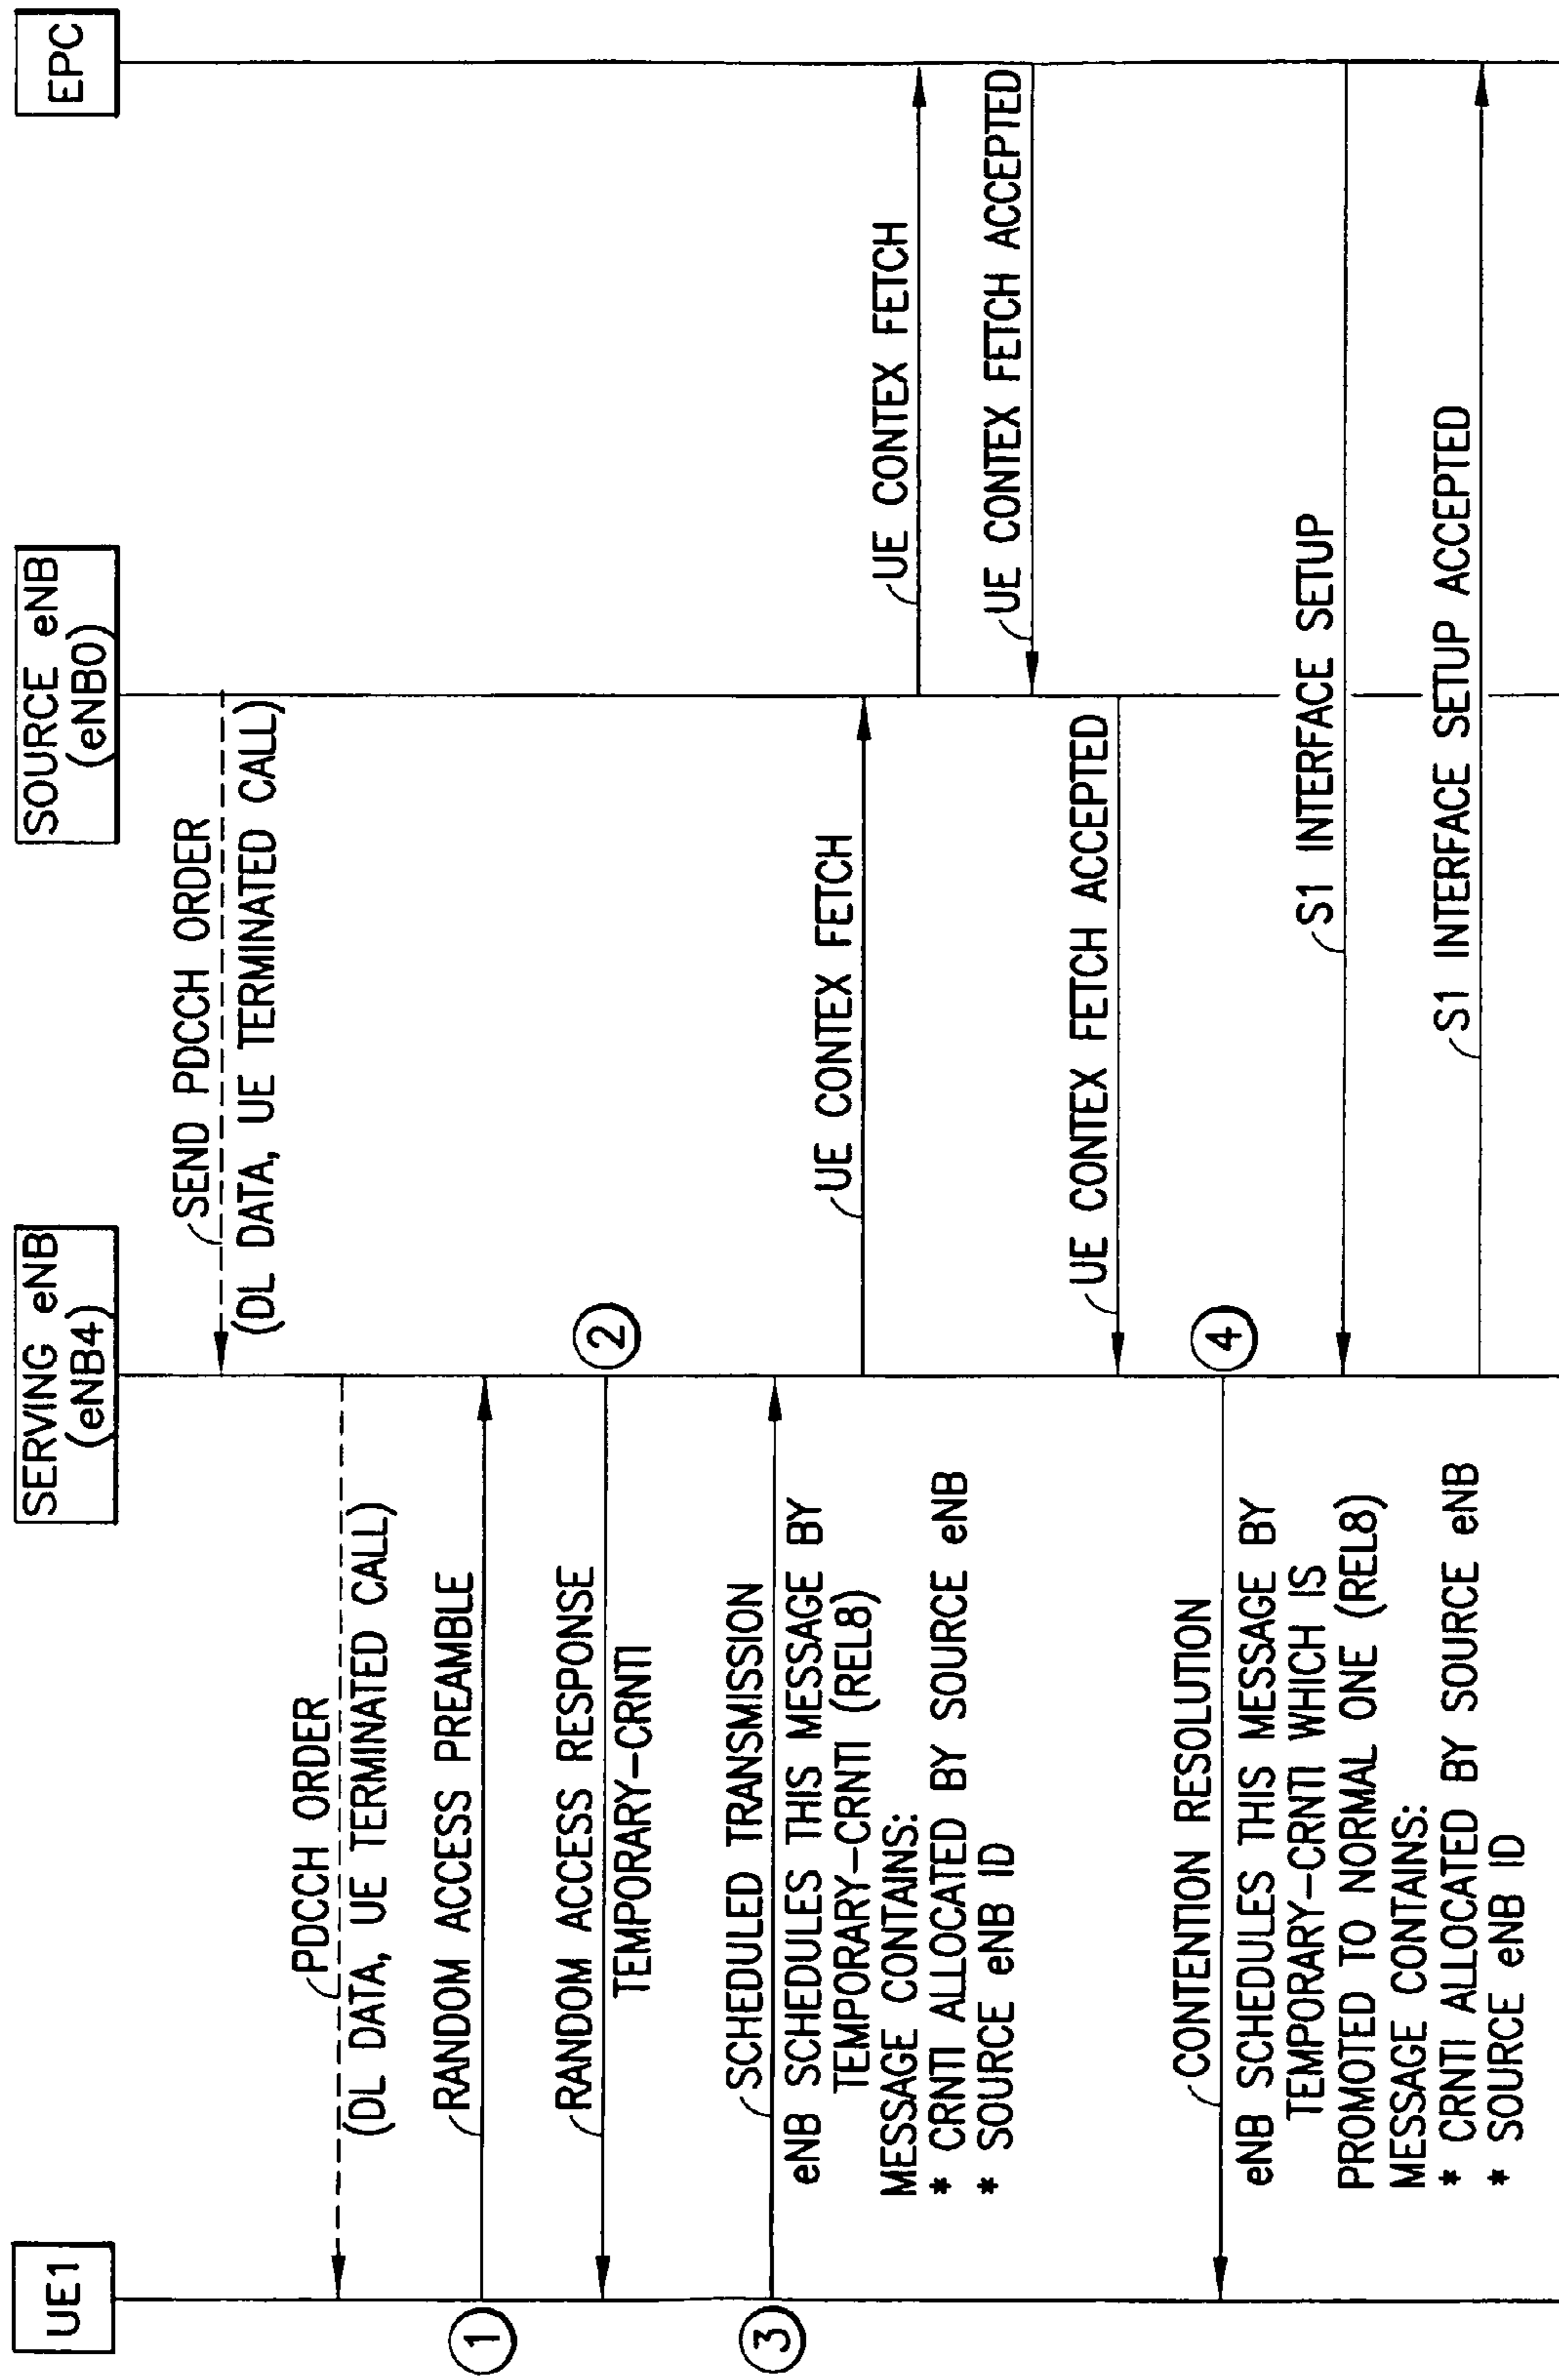 UE1
SERVING eNB
(eNB4)
SOURCE eNB
(eNB0)
EPC
SEND PDCCH ORDER
(DL DATA, UE TERMINATED CALL)
PDCCH ORDER
(DL DATA, UE TERMINATED CALL)
1
RANDOM ACCESS PREAMBLE
RANDOM ACCESS RESPONSE
2
TEMPORARY-CRNTI
3
SCHEDULED TRANSMISSION
eNB SCHEDULES THIS MESSAGE BY
TEMPORARY-CRNTI (REL8)
MESSAGE CONTAINS:
* CRNTI ALLOCATED BY SOURCE eNB
* SOURCE eNB ID
UE CONTEX FETCH
UE CONTEX FETCH
UE CONTEX FETCH ACCEPTED
UE CONTEX FETCH ACCEPTED
CONTENTION RESOLUTION
4
eNB SCHEDULES THIS MESSAGE BY
TEMPORARY-CRNTI WHICH IS
PROMOTED TO NORMAL ONE (REL8)
MESSAGE CONTAINS:
* CRNTI ALLOCATED BY SOURCE eNB
* SOURCE eNB ID
S1 INTERFACE SETUP
S1 INTERFACE SETUP ACCEPTED